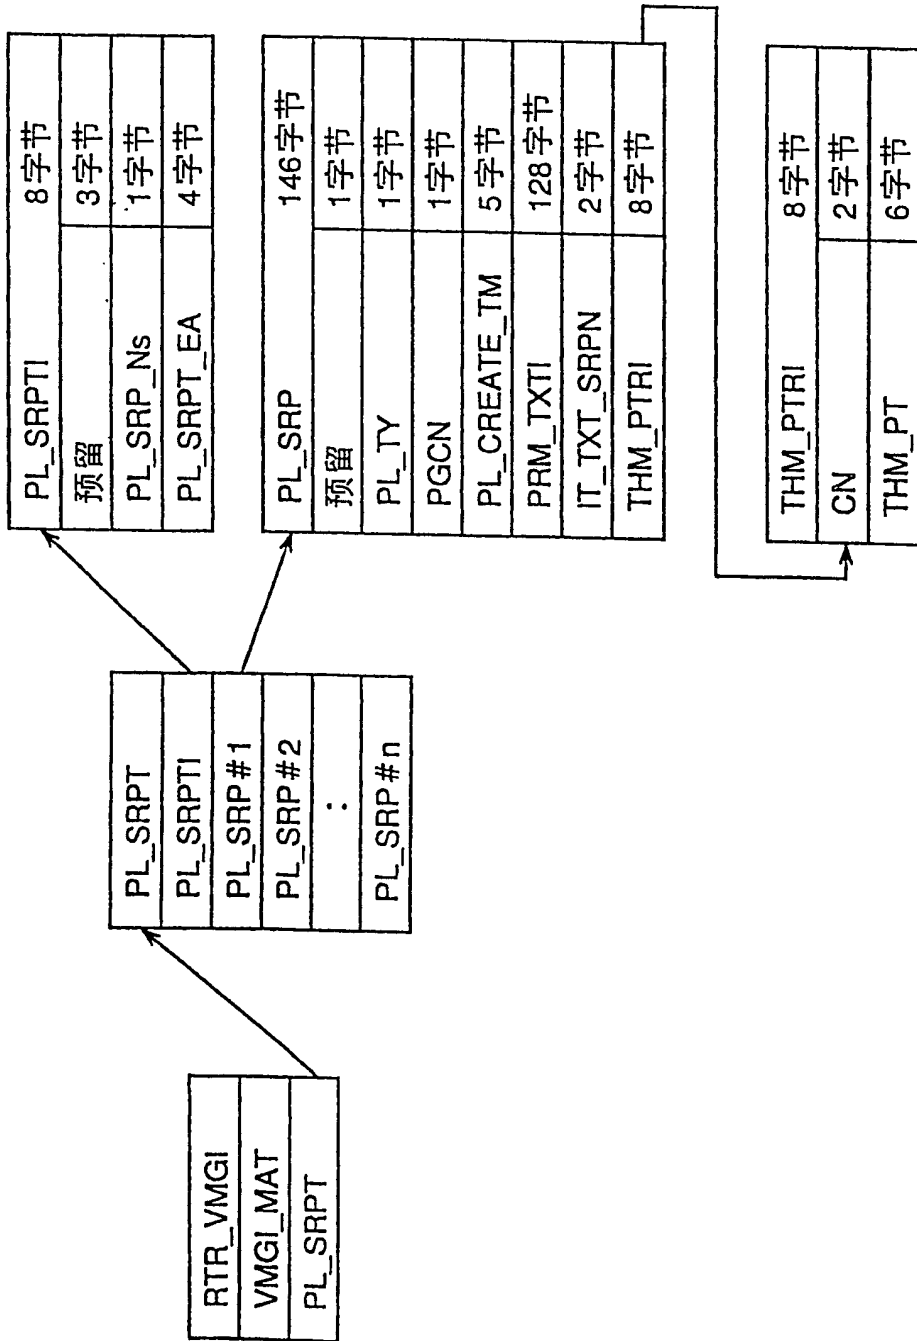 RTR_VMGI
VMGI_MAT
PL_SRPT
PL_SRPT
PL_SRPTI
PL_SRP#1
PL_SRP#2
:
PL_SRP#n
PL_SRPTI 8字节
预留 3字节
PL_SRP_Ns 1字节
PL_SRPT_EA 4字节
PL_SRP 146字节
预留 1字节
PL_TY 1字节
PGCN 1字节
PL_CREATE_TM 5字节
PRM_TXTI 128字节
IT_TXT_SRPN 2字节
THM_PTRI 8字节
THM_PTRI 8字节
CN 2字节
THM_PT 6字节